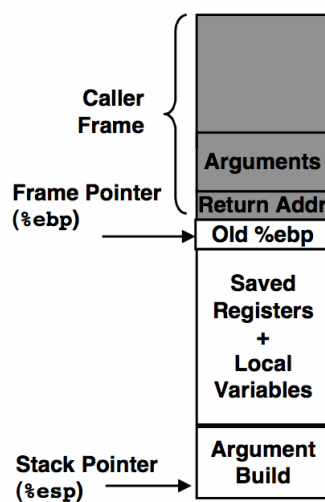 Caller
Frame
Arguments
Frame Pointer
(%ebp)
Return Addr
Old %ebp
Saved
Registers
+
Local
Variables
Argument
Build
Stack Pointer
(%esp)